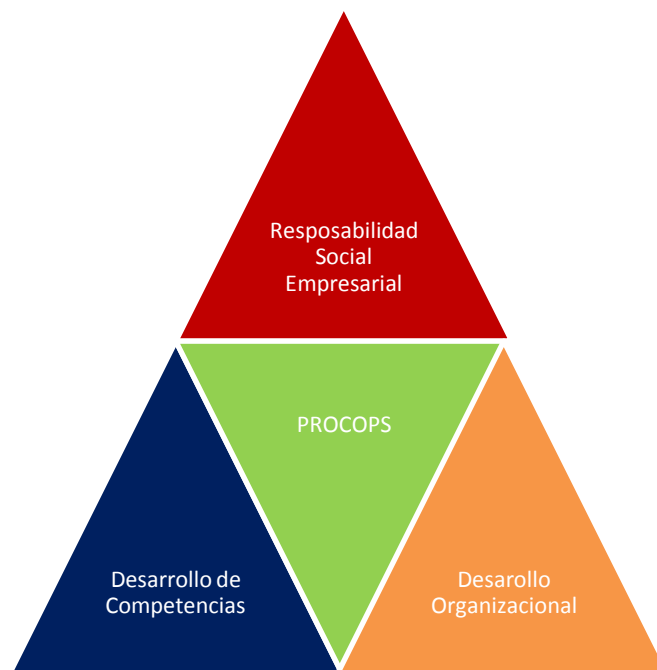 Resposabilidad
Social
Empresarial
PROCOPS
Desarrollo de
Competencias
Desarollo
Organizacional